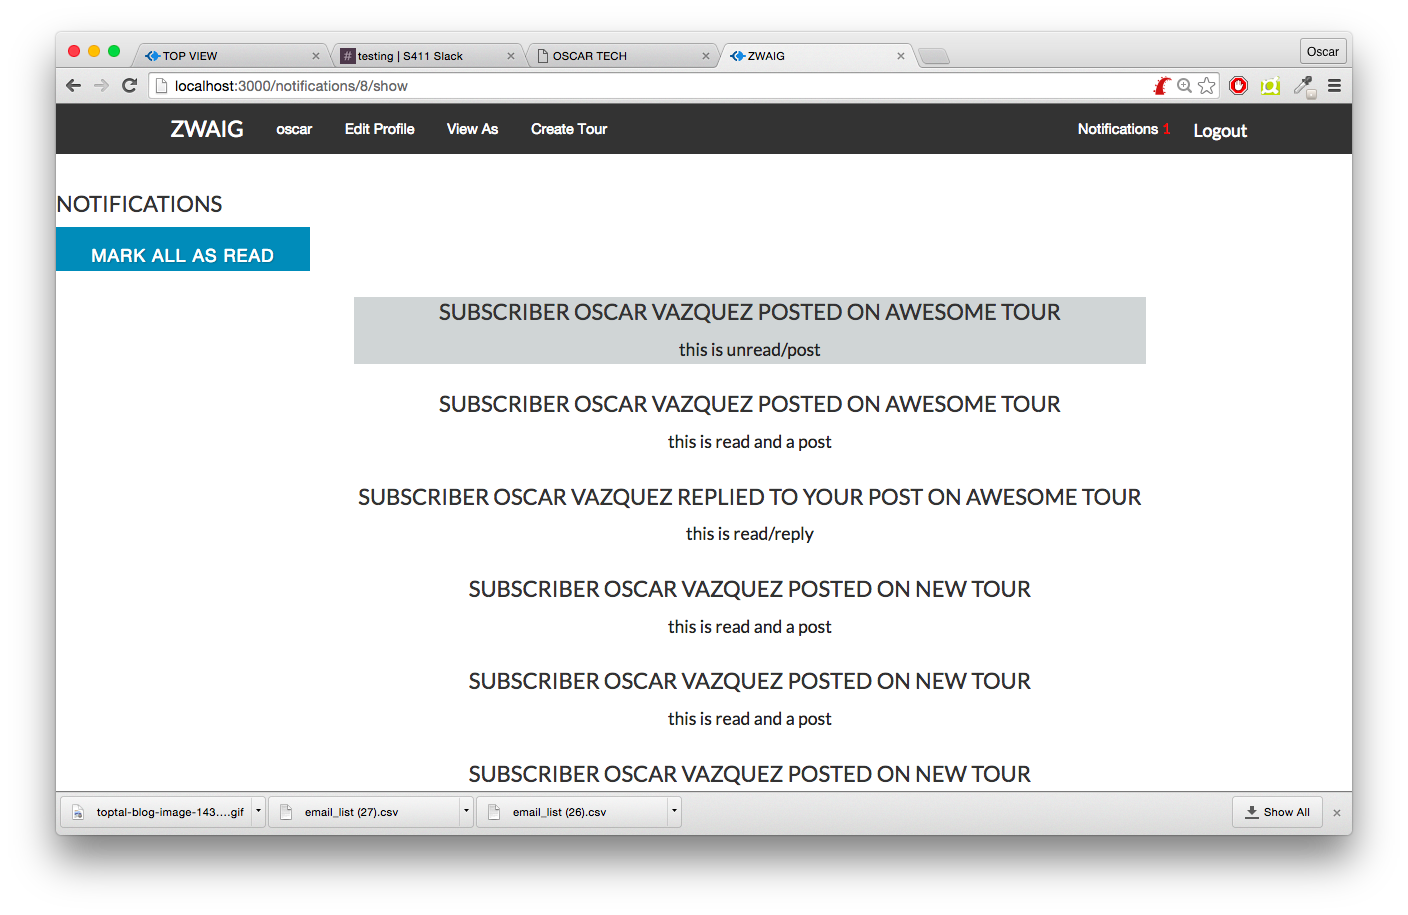 TOP VIEW
testing | S411 Slack
OSCAR TECH
ZWAIG
Oscar
localhost:3000/notifications/8/show
ZWAIG oscar Edit Profile View As Create Tour Notifications 1 Logout
NOTIFICATIONS
MARK ALL AS READ
SUBSCRIBER OSCAR VAZQUEZ POSTED ON AWESOME TOUR
this is unread/post
SUBSCRIBER OSCAR VAZQUEZ POSTED ON AWESOME TOUR
this is read and a post
SUBSCRIBER OSCAR VAZQUEZ REPLIED TO YOUR POST ON AWESOME TOUR
this is read/reply
SUBSCRIBER OSCAR VAZQUEZ POSTED ON NEW TOUR
this is read and a post
SUBSCRIBER OSCAR VAZQUEZ POSTED ON NEW TOUR
this is read and a post
SUBSCRIBER OSCAR VAZQUEZ POSTED ON NEW TOUR
toptal-blog-image-143....gif
email_list (27).csv
email_list (26).csv
Show All